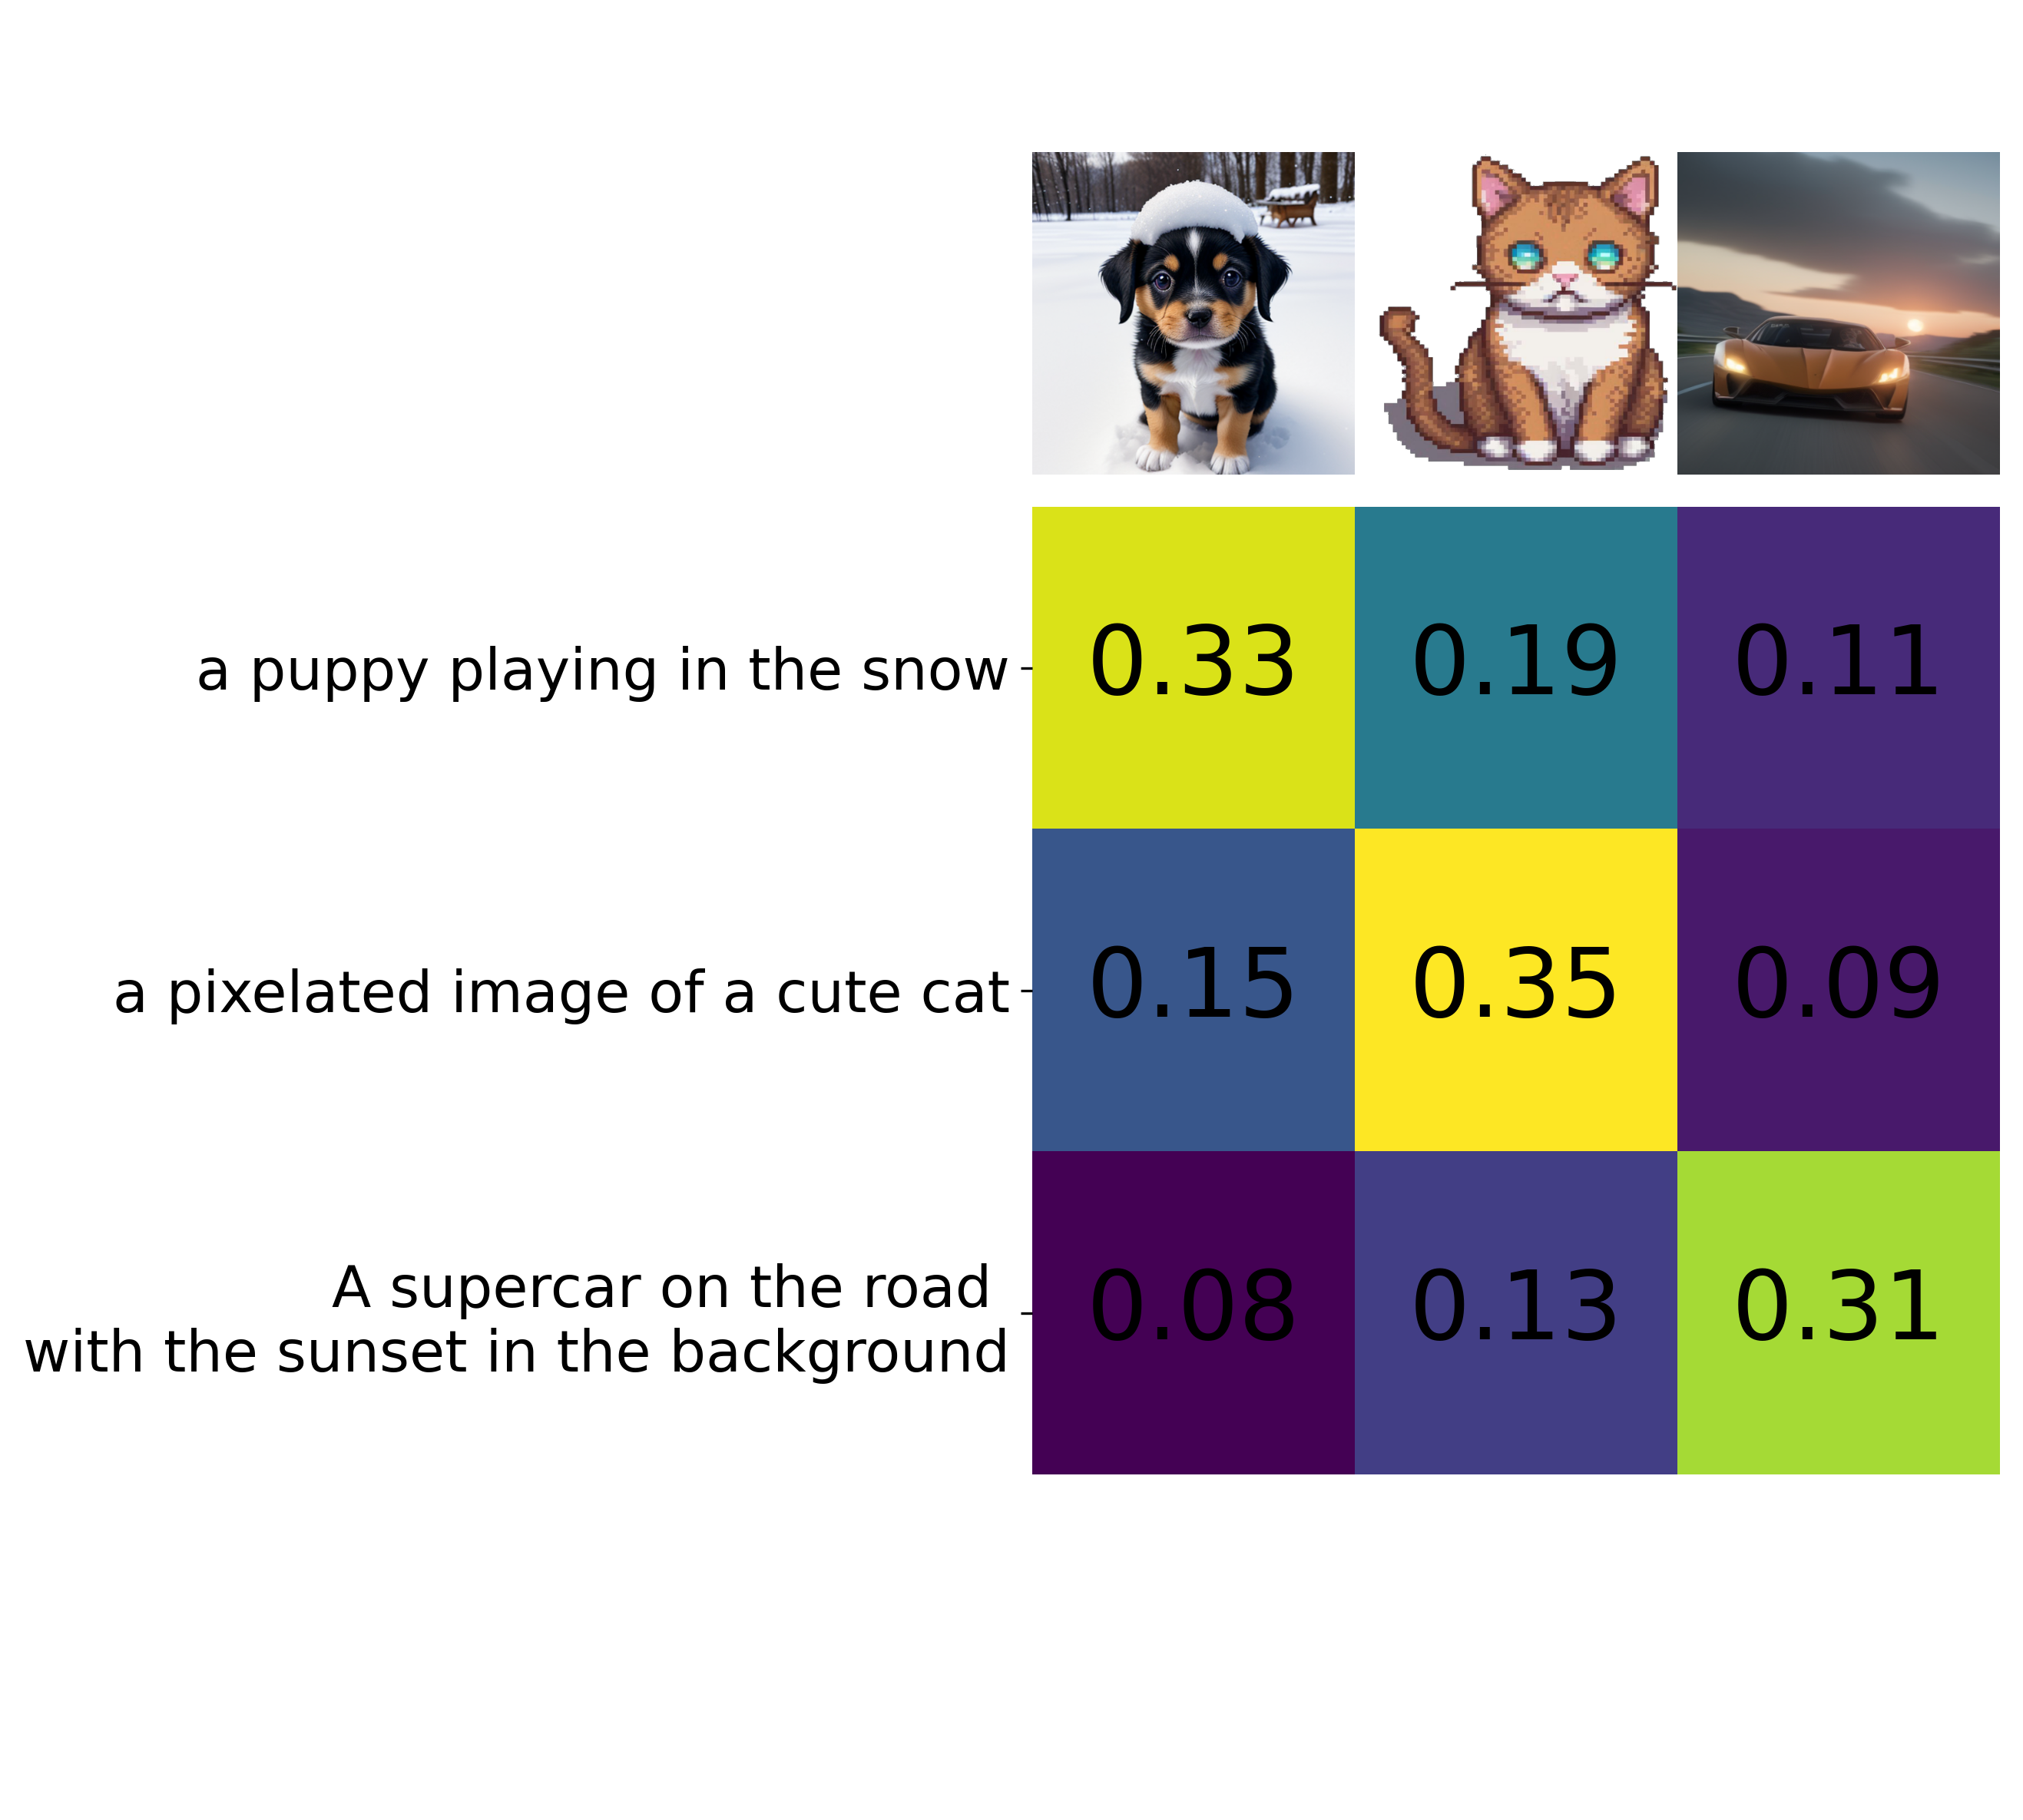 a puppy playing in the snow
0.33 0.19 0.11
a pixelated image of a cute cat
0.15 0.35 0.09
A supercar on the road
with the sunset in the background
0.08 0.13 0.31